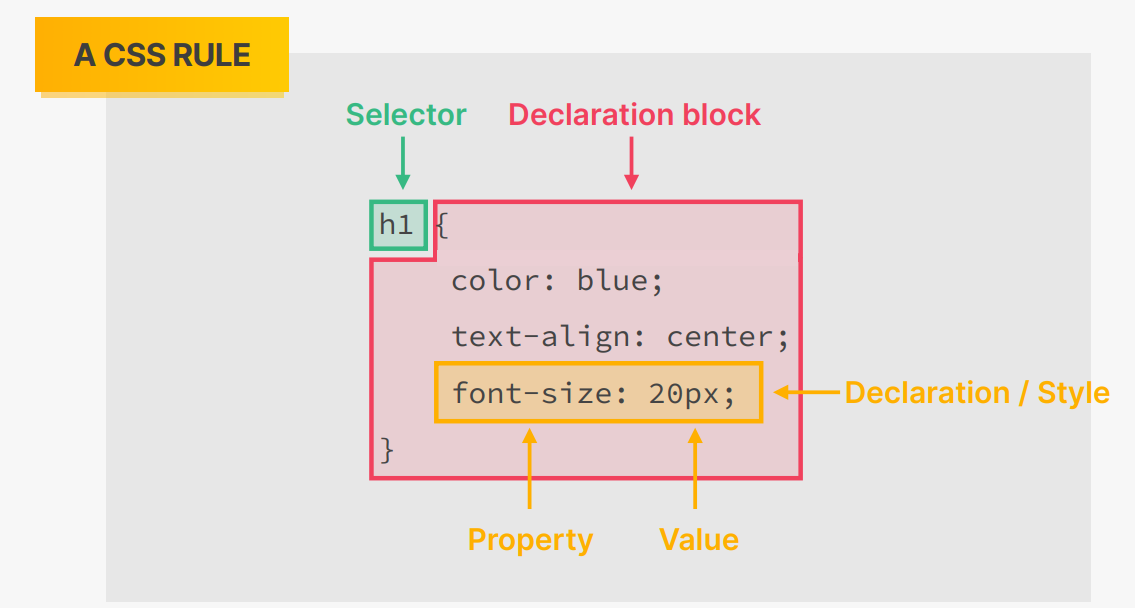 A CSS RULE
Selector Declaration block
h1 {
color: blue;
text-align: center;
font-size: 20px; Declaration / Style
}
Property Value